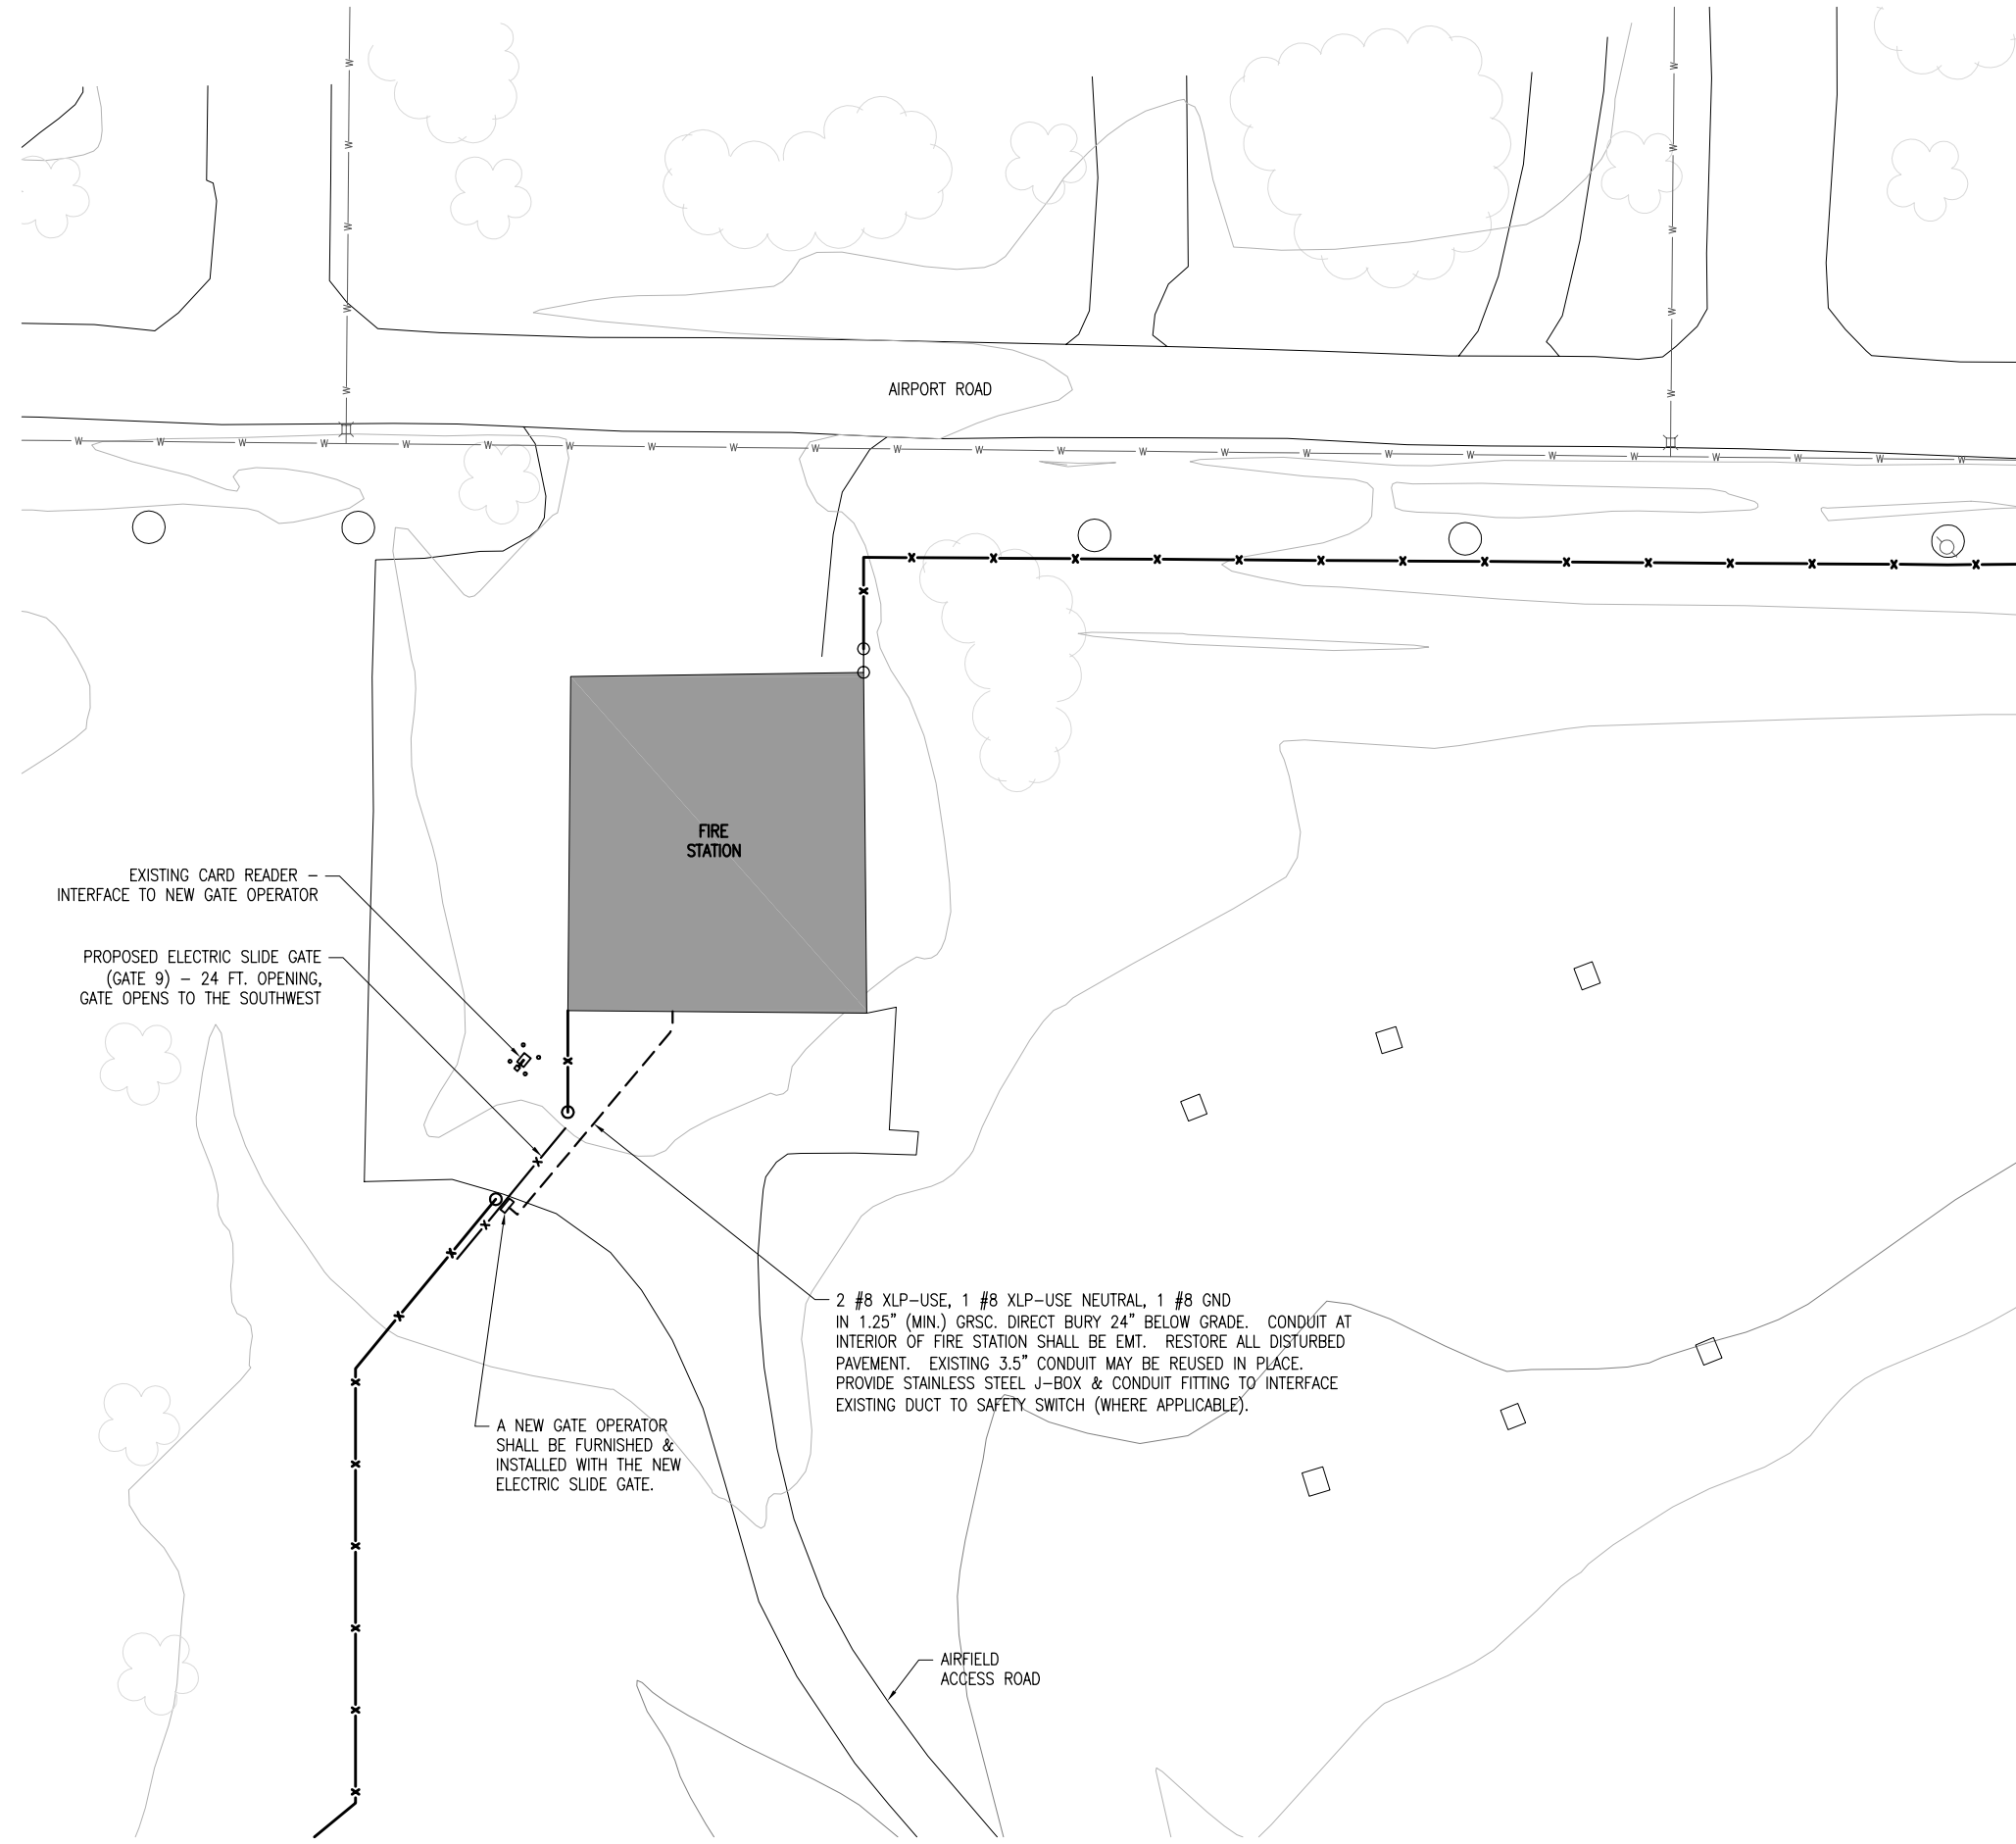 AIRPORT ROAD
FIRE
STATION
EXISTING CARD READER –
INTERFACE TO NEW GATE OPERATOR
PROPOSED ELECTRIC SLIDE GATE
(GATE 9) – 24 FT. OPENING,
GATE OPENS TO THE SOUTHWEST
2 #8 XLP–USE, 1 #8 XLP–USE NEUTRAL, 1 #8 GND
IN 1.25" (MIN.) GRSC. DIRECT BURY 24" BELOW GRADE. CONDUIT AT
INTERIOR OF FIRE STATION SHALL BE EMT. RESTORE ALL DISTURBED
PAVEMENT. EXISTING 3.5" CONDUIT MAY BE REUSED IN PLACE.
PROVIDE STAINLESS STEEL J–BOX & CONDUIT FITTING TO INTERFACE
EXISTING DUCT TO SAFETY SWITCH (WHERE APPLICABLE).
A NEW GATE OPERATOR
SHALL BE FURNISHED &
INSTALLED WITH THE NEW
ELECTRIC SLIDE GATE.
AIRFIELD
ACCESS ROAD